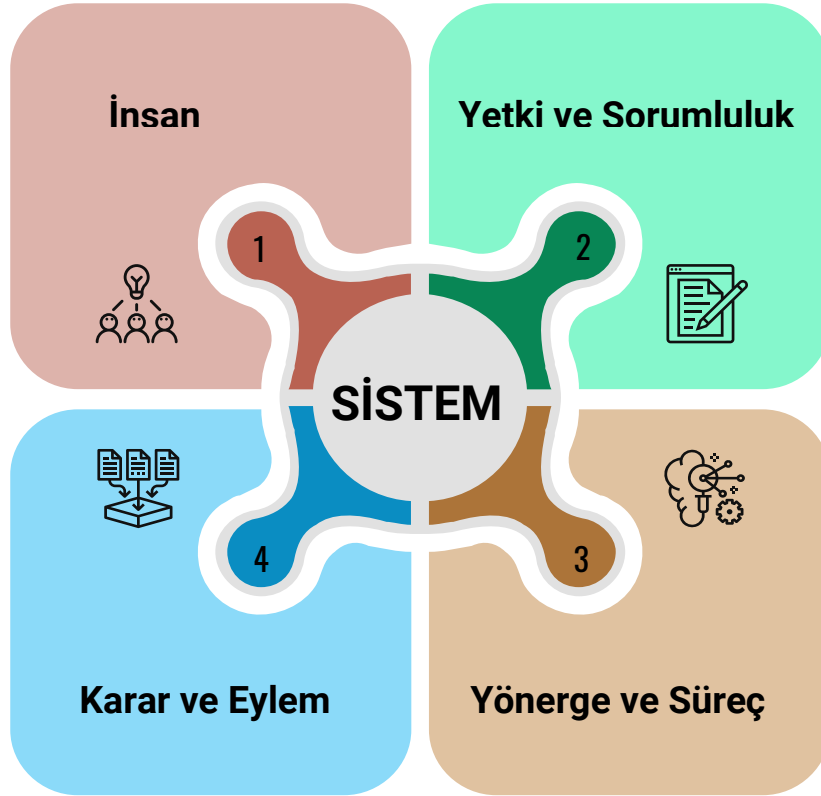 İnsan
Yetki ve Sorumluluk
1
2
SİSTEM
4
3
Karar ve Eylem
Yönerge ve Süreç